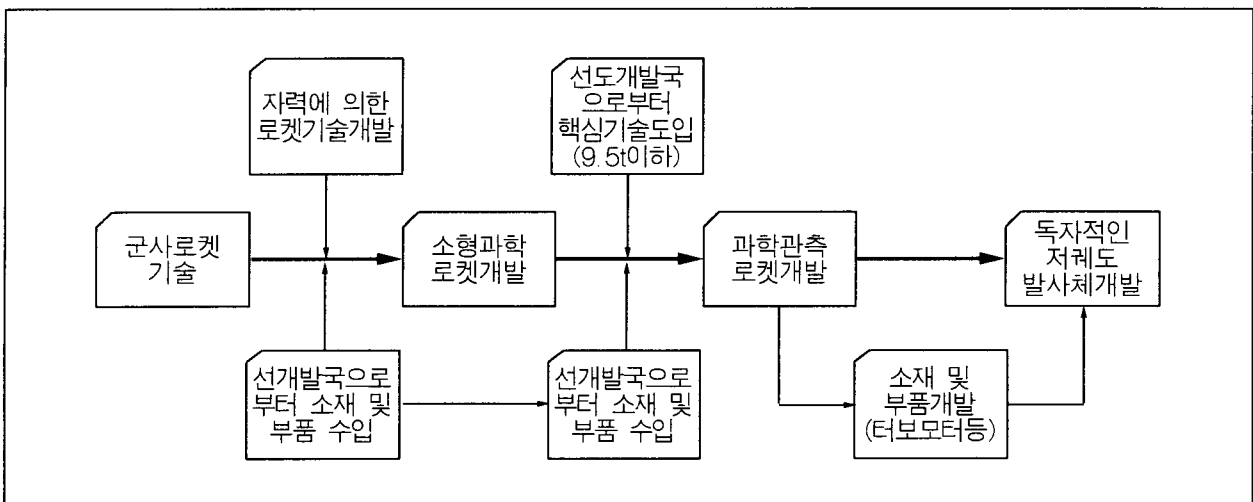 자력에 의한
로켓기술개발
선도개발국
으로부터
핵심기술도입
(9.5t이하)
군사로켓
기술
소형과학
로켓개발
과학관측
로켓개발
독자적인
저궤도
발사체개발
선개발국으로
부터 소재 및
부품 수입
선개발국으로
부터 소재 및
부품 수입
소재 및
부품개발
(터보모터등)